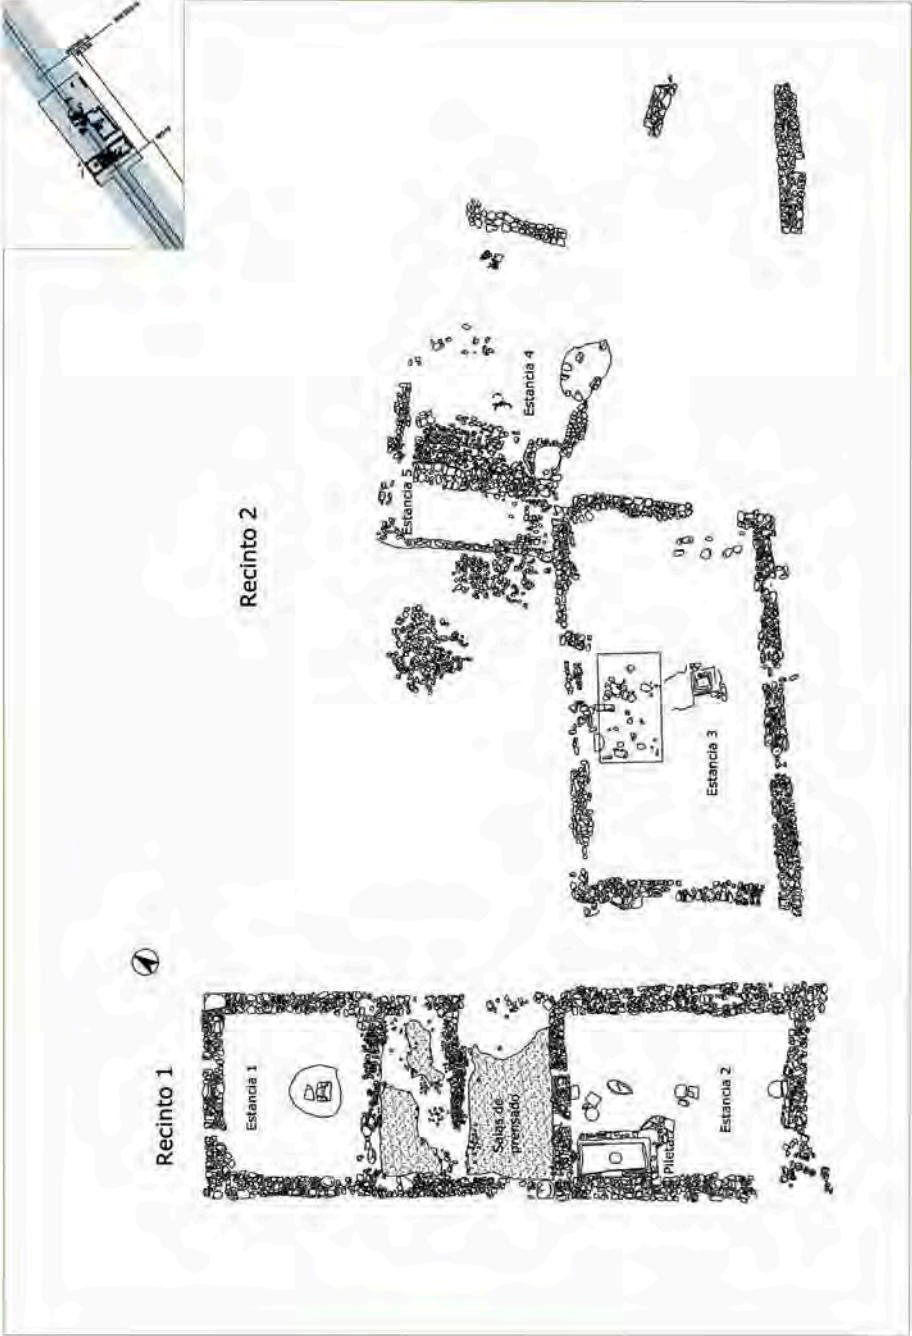 Recinto 1
Estancia 1
Salas de
prensado
Pileta
Estancia 2
Recinto 2
Estancia 3
Estancia 5
Estancia 4